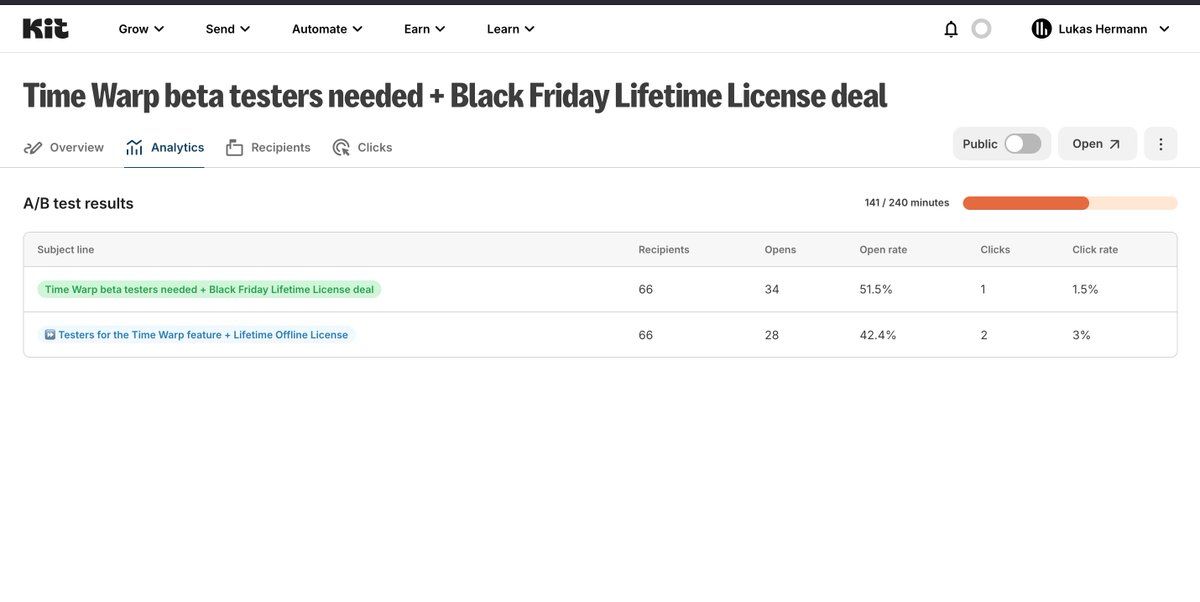 Kit Grow Send Automate Earn Learn Lukas Hermann
Time Warp beta testers needed + Black Friday Lifetime License deal
Overview Analytics Recipients Clicks Public Open
A/B test results 141 / 240 minutes
Subject line Recipients Opens Open rate Clicks Click rate
Time Warp beta testers needed + Black Friday Lifetime License deal 66 34 51.5% 1 1.5%
⏩ Testers for the Time Warp feature + Lifetime Offline License 66 28 42.4% 2 3%